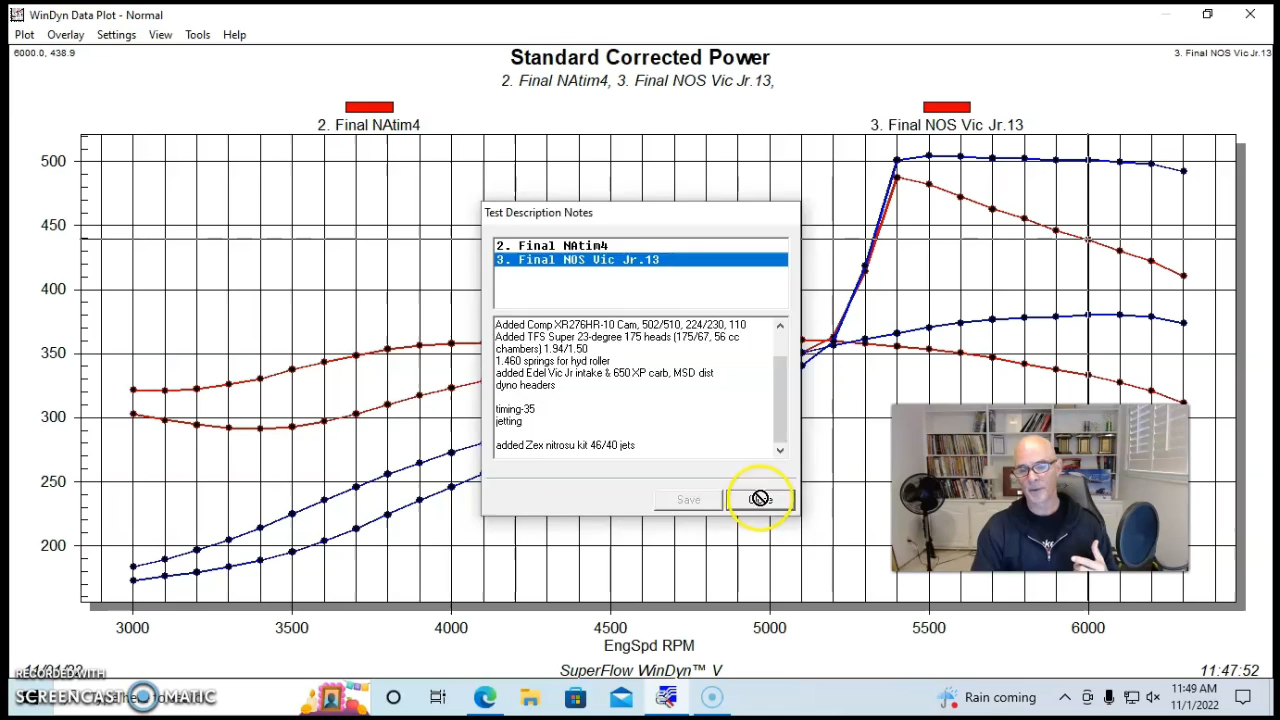 WinDyn Data Plot - Normal
Plot Overlay Settings View Tools Help
6000.0, 438.9
3. Final NOS Vic Jr.13
Standard Corrected Power
2. Final NAtim4, 3. Final NOS Vic Jr.13,
2. Final NAtim4
3. Final NOS Vic Jr.13
500
450
400
350
300
250
200
Test Description Notes
2. Final NAtim4
3. Final NOS Vic Jr.13
Added Comp XR276HR-10 Cam, 502/510, 224/230, 110
Added TFS Super 23-degree 175 heads (175/67, 56 cc
chambers) 1.94/1.50
1.460 springs for hyd roller
added Edel Vic Jr intake & 650 XP carb, MSD dist
dyno headers
timing-35
jetting
added Zex nitrosu kit 46/40 jets
Save
3000 3500 4000 4500 5000 5500 6000
EngSpd RPM
SuperFlow WinDyn™ V
11:47:52
RECORDED WITH
SCREENCAST MATIC
Rain coming
11:49 AM
11/1/2022